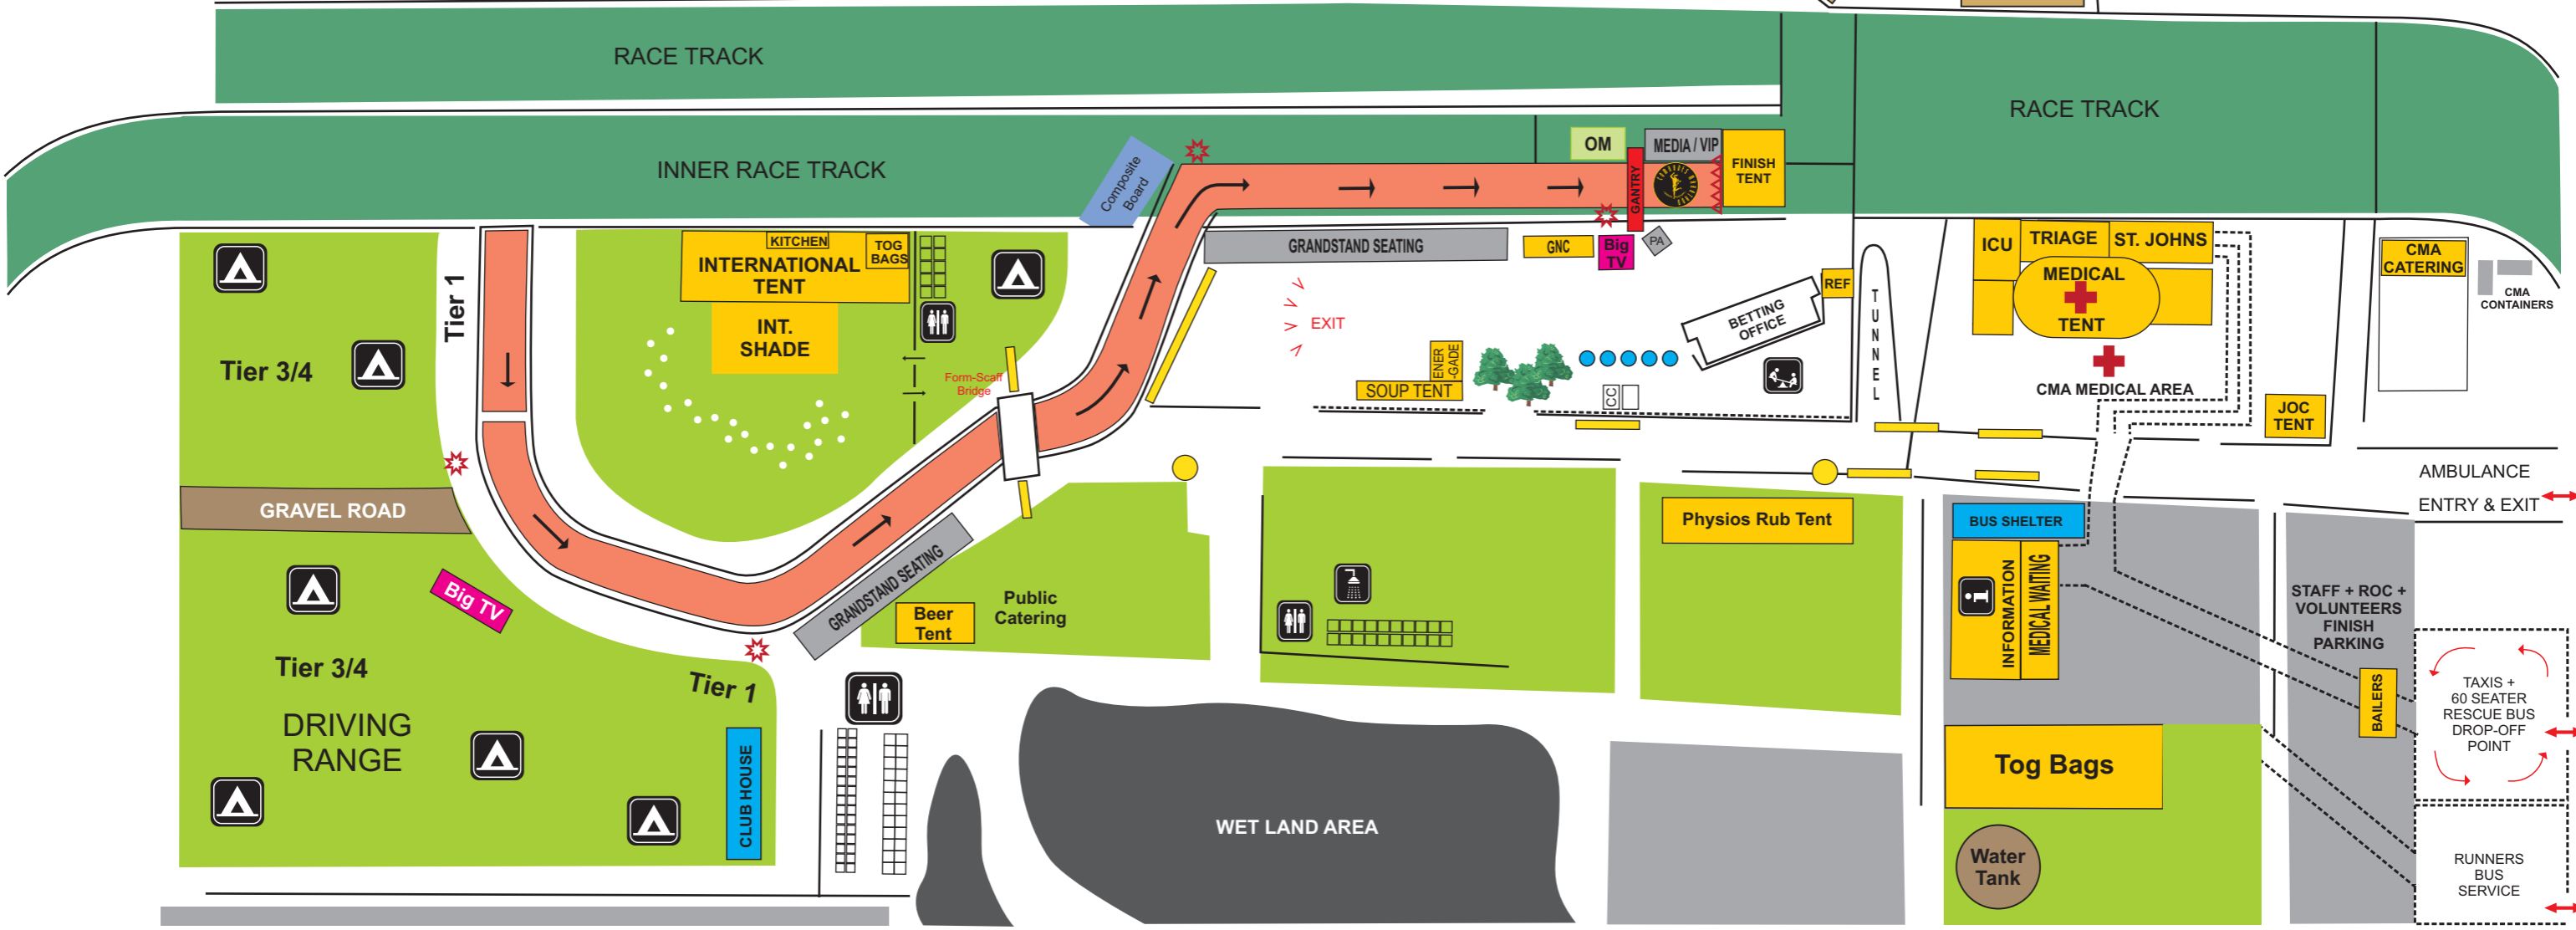 RACE TRACK
RACE TRACK
INNER RACE TRACK
Composite
Board
OM
MEDIA / VIP
GANTRY
FINISH
TENT
KITCHEN
TOG
BAGS
INTERNATIONAL
TENT
INT.
SHADE
Tier 1
Tier 3/4
GRANDSTAND SEATING
GNC
Big
TV
PA
EXIT
BETTING
OFFICE
REF
TUNNEL
ICU
TRIAGE
ST. JOHNS
MEDICAL
TENT
CMA MEDICAL AREA
CMA
CATERING
CMA
CONTAINERS
JOC
TENT
Form-Scaff
Bridge
ENER
-GADE
SOUP TENT
CC
GRAVEL ROAD
AMBULANCE
ENTRY & EXIT
Big TV
GRANDSTAND SEATING
Beer
Tent
Public
Catering
Physios Rub Tent
BUS SHELTER
INFORMATION
MEDICAL WAITING
STAFF + ROC +
VOLUNTEERS
FINISH
PARKING
BAILERS
TAXIS +
60 SEATER
RESCUE BUS
DROP-OFF
POINT
Tier 3/4
Tier 1
DRIVING
RANGE
CLUB HOUSE
WET LAND AREA
Tog Bags
Water
Tank
RUNNERS
BUS
SERVICE